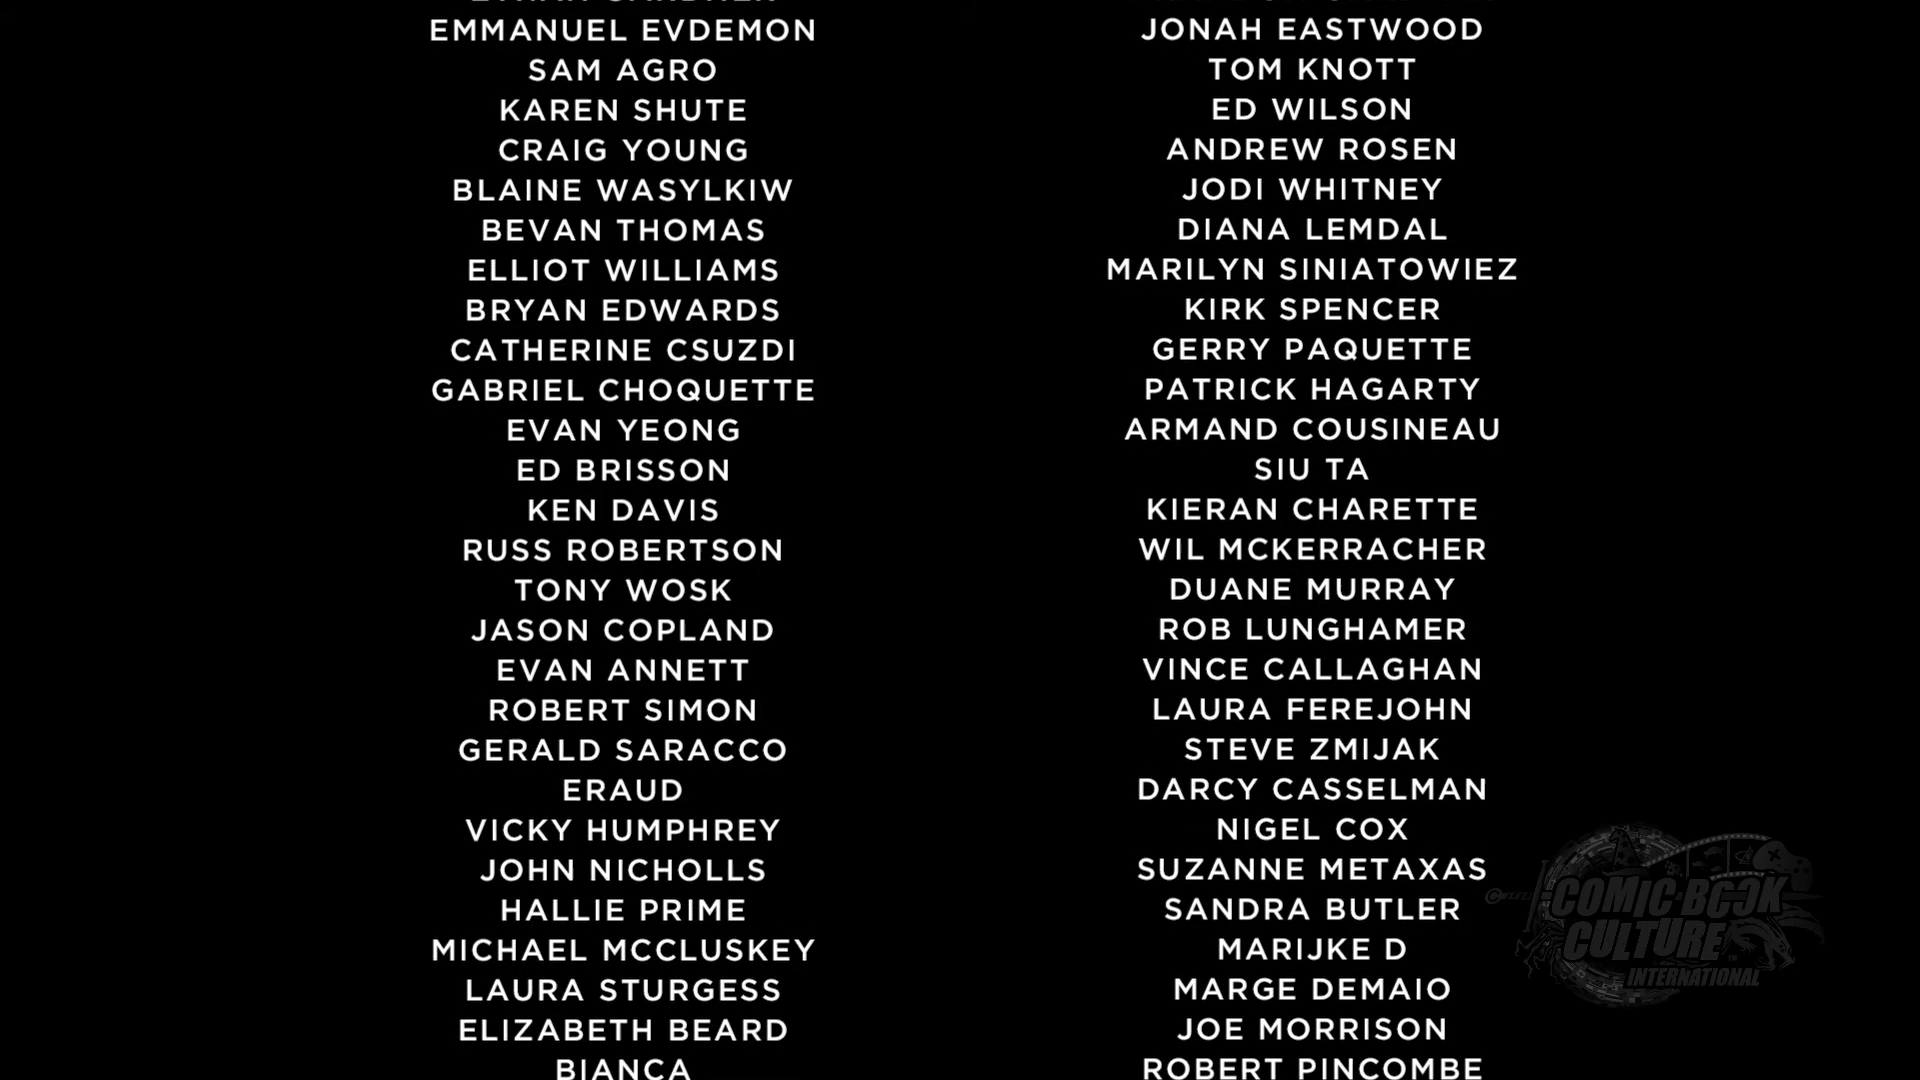 EMMANUEL EVDEMON
SAM AGRO
KAREN SHUTE
CRAIG YOUNG
BLAINE WASYLKIW
BEVAN THOMAS
ELLIOT WILLIAMS
BRYAN EDWARDS
CATHERINE CSUZDI
GABRIEL CHOQUETTE
EVAN YEONG
ED BRISSON
KEN DAVIS
RUSS ROBERTSON
TONY WOSK
JASON COPLAND
EVAN ANNETT
ROBERT SIMON
GERALD SARACCO
ERAUD
VICKY HUMPHREY
JOHN NICHOLLS
HALLIE PRIME
MICHAEL MCCLUSKEY
LAURA STURGESS
ELIZABETH BEARD
BIANCA
JONAH EASTWOOD
TOM KNOTT
ED WILSON
ANDREW ROSEN
JODI WHITNEY
DIANA LEMDAL
MARILYN SINIATOWIEZ
KIRK SPENCER
GERRY PAQUETTE
PATRICK HAGARTY
ARMAND COUSINEAU
SIU TA
KIERAN CHARETTE
WIL MCKERRACHER
DUANE MURRAY
ROB LUNGHAMER
VINCE CALLAGHAN
LAURA FEREJOHN
STEVE ZMIJAK
DARCY CASSELMAN
NIGEL COX
SUZANNE METAXAS
SANDRA BUTLER
MARIJKE D
MARGE DEMAIO
JOE MORRISON
ROBERT PINCOMBE
COMIC BOOK
CULTURE
INTERNATIONAL